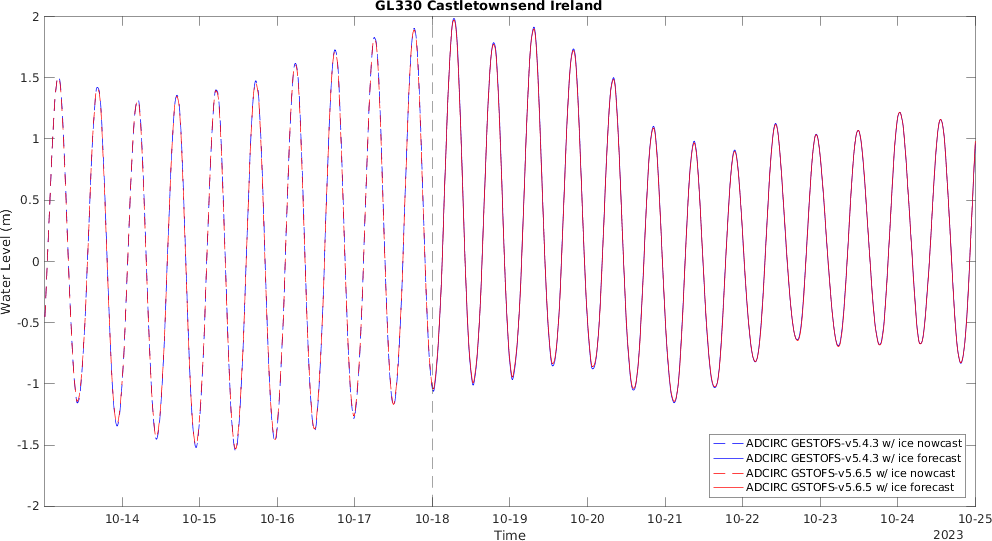 GL330 Castletownsend Ireland
2
1.5
1
0.5
0
-0.5
-1
-1.5
-2
Water Level (m)
ADCIRC GESTOFS-v5.4.3 w/ ice nowcast
ADCIRC GESTOFS-v5.4.3 w/ ice forecast
ADCIRC GSTOFS-v5.6.5 w/ ice nowcast
ADCIRC GSTOFS-v5.6.5 w/ ice forecast
10-14 10-15 10-16 10-17 10-18 10-19 10-20 10-21 10-22 10-23 10-24 10-25
Time
2023